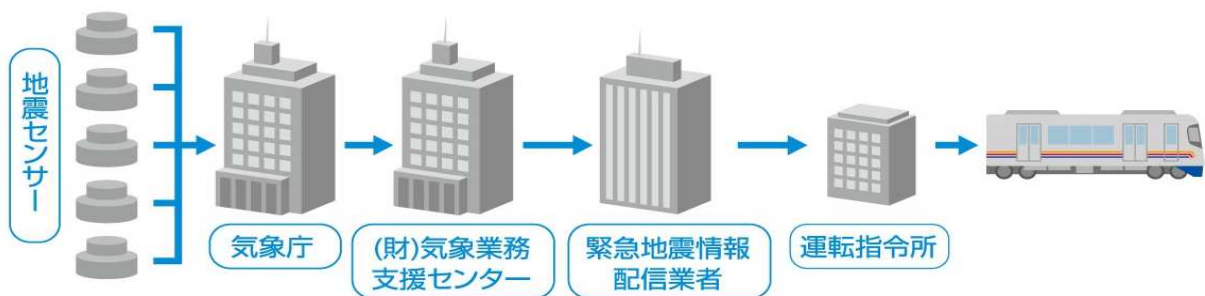 地震センサー
気象庁
(財)気象業務
支援センター
緊急地震情報
配信業者
運転指令所